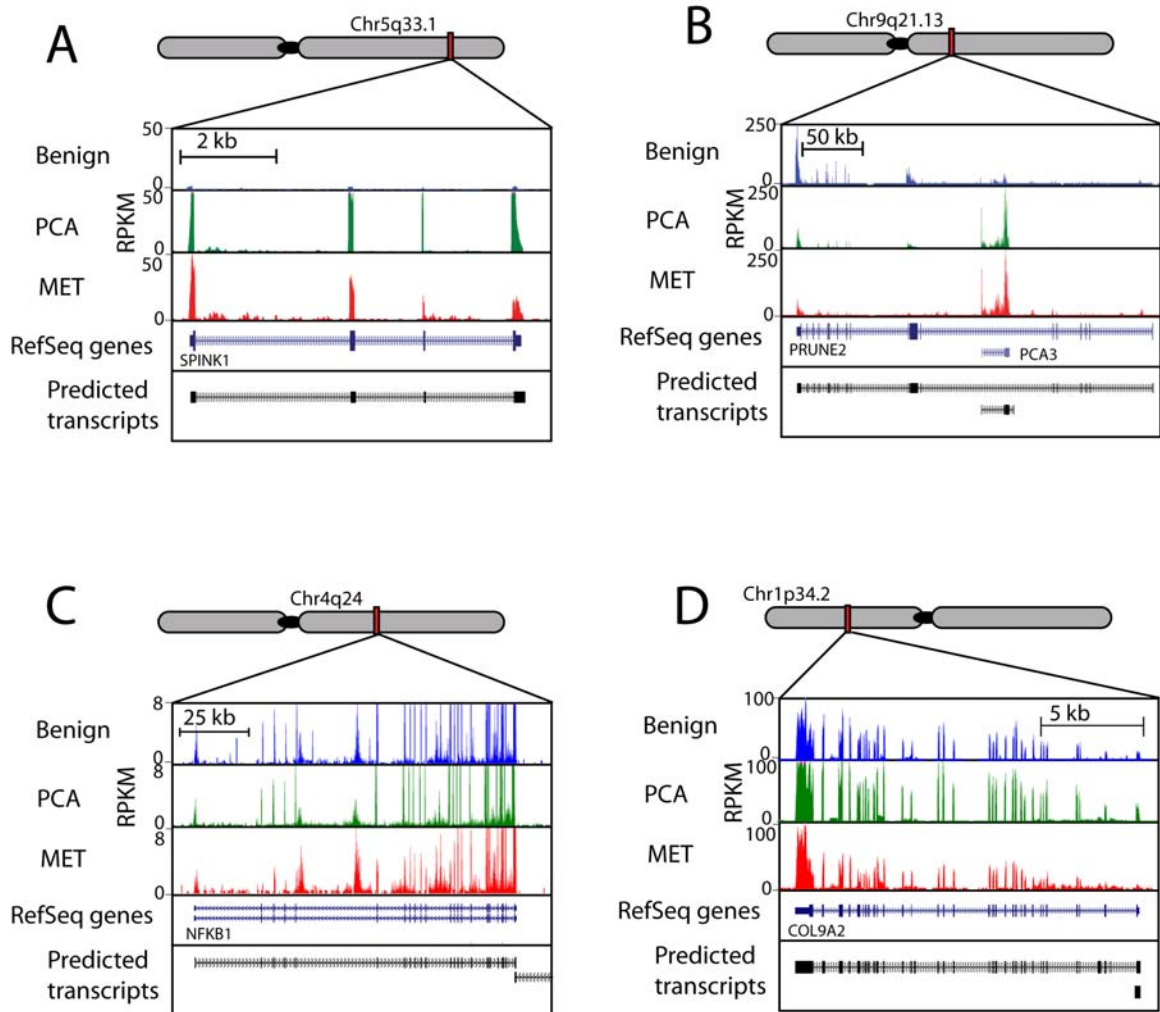 A
Chr5q33.1
50
2 kb
Benign
0
50
PCA
RPKM
0
50
MET
0
RefSeq genes
SPINK1
Predicted
transcripts
B
Chr9q21.13
250
50 kb
Benign
0
250
PCA
RPKM
0
250
MET
0
RefSeq genes
PRUNE2
PCA3
Predicted
transcripts
C
Chr4q24
8
25 kb
Benign
0
8
PCA
RPKM
0
8
MET
0
RefSeq genes
NFKB1
Predicted
transcripts
D
Chr1p34.2
100
5 kb
Benign
0
100
PCA
RPKM
0
100
MET
0
RefSeq genes
COL9A2
Predicted
transcripts